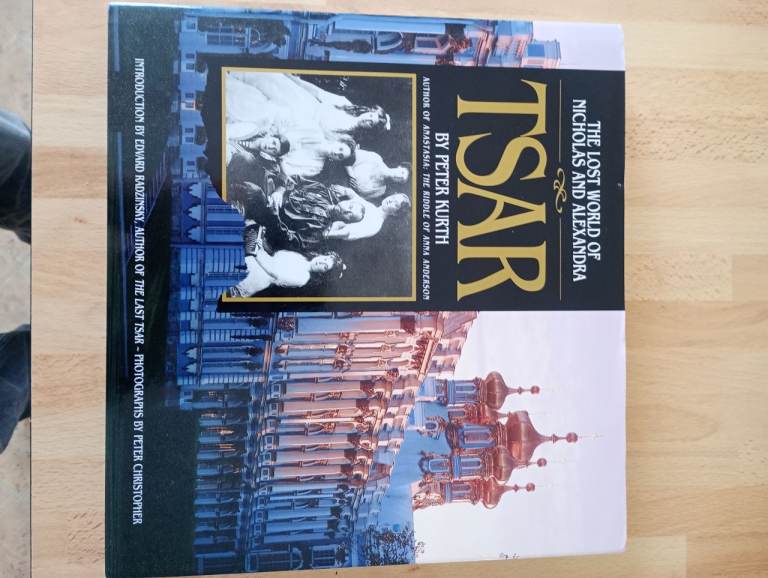 THE LOST WORLD OF
NICHOLAS AND ALEXANDRA
TSAR
BY PETER KURTH
AUTHOR OF ANASTASIA: THE RIDDLE OF ANNA ANDERSON
INTRODUCTION BY EDVARD RADZINSKY, AUTHOR OF THE LAST TSAR ~ PHOTOGRAPHS BY PETER CHRISTOPHER